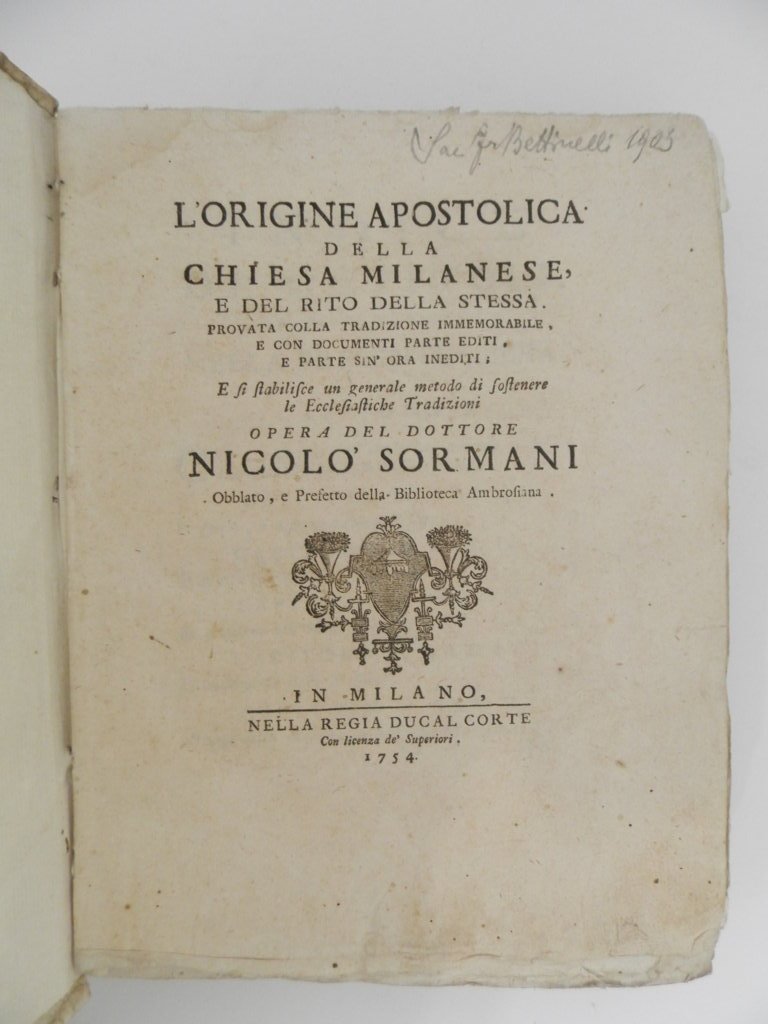 Sac Bettinelli 1903
L'ORIGINE APOSTOLICA
DELLA
CHIESA MILANESE,
E DEL RITO DELLA STESSA.
PROVATA COLLA TRADIZIONE IMMEMORABILE,
E CON DOCUMENTI PARTE EDITI,
E PARTE SIN' ORA INEDITI;
E ſi ſtabiliſce un generale metodo di ſoſtenere
le Eccleſiaſtiche Tradizioni
OPERA DEL DOTTORE
NICOLO' SORMANI
Obblato, e Prefetto della Biblioteca Ambroſiana.
IN MILANO,
NELLA REGIA DUCAL CORTE
Con licenza de' Superiori.
1754.